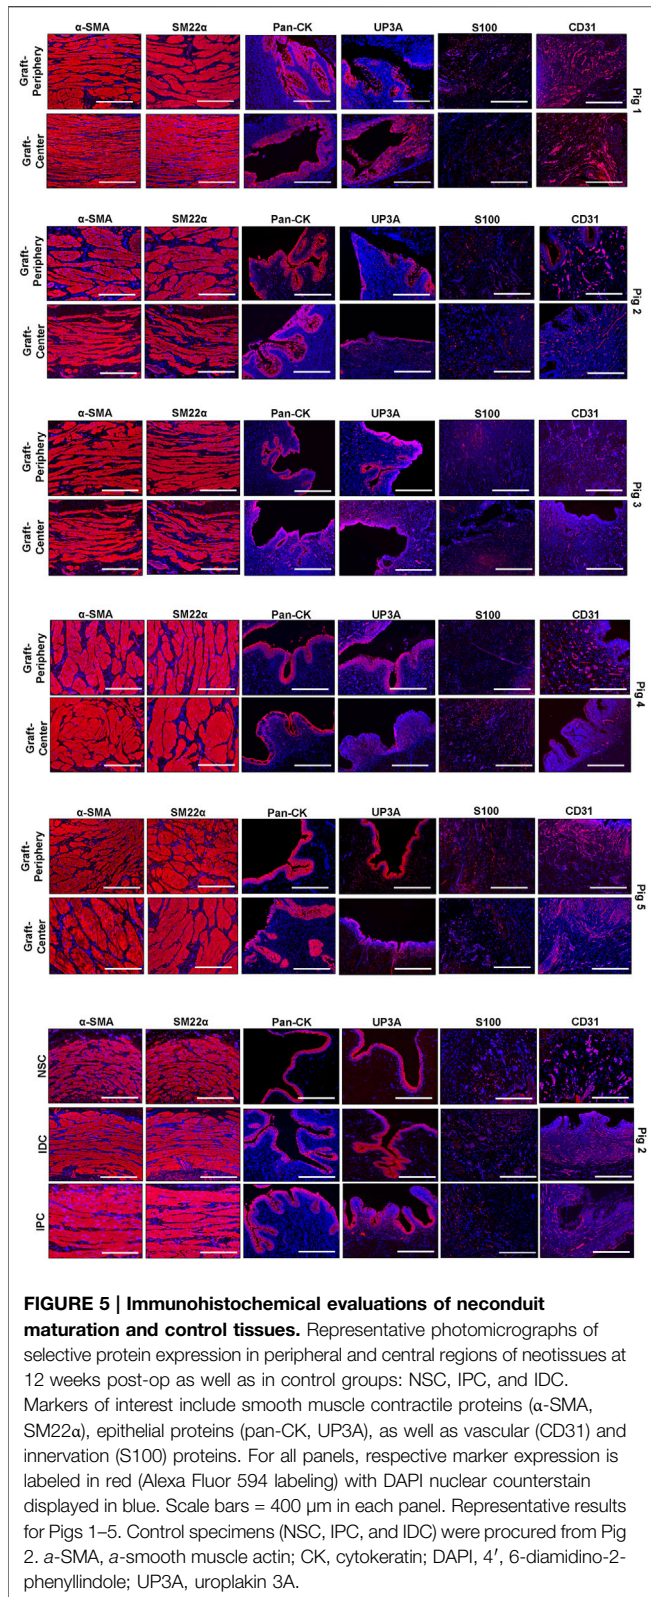 α-SMA SM22α Pan-CK UP3A S100 CD31
Graft-
Periphery
Graft-
Center
Pig 1
α-SMA SM22α Pan-CK UP3A S100 CD31
Graft-
Periphery
Graft-
Center
Pig 2
α-SMA SM22α Pan-CK UP3A S100 CD31
Graft-
Periphery
Graft-
Center
Pig 3
α-SMA SM22α Pan-CK UP3A S100 CD31
Graft-
Periphery
Graft-
Center
Pig 4
α-SMA SM22α Pan-CK UP3A S100 CD31
Graft-
Periphery
Graft-
Center
Pig 5
α-SMA SM22α Pan-CK UP3A S100 CD31
NSC
IDC
IPC
Pig 2
FIGURE 5 | Immunohistochemical evaluations of neconduit
maturation and control tissues. Representative photomicrographs of
selective protein expression in peripheral and central regions of neotissues at
12 weeks post-op as well as in control groups: NSC, IPC, and IDC.
Markers of interest include smooth muscle contractile proteins (α-SMA,
SM22α), epithelial proteins (pan-CK, UP3A), as well as vascular (CD31) and
innervation (S100) proteins. For all panels, respective marker expression is
labeled in red (Alexa Fluor 594 labeling) with DAPI nuclear counterstain
displayed in blue. Scale bars = 400 µm in each panel. Representative results
for Pigs 1–5. Control specimens (NSC, IPC, and IDC) were procured from Pig
2. a-SMA, a-smooth muscle actin; CK, cytokeratin; DAPI, 4′, 6-diamidino-2-
phenyllindole; UP3A, uroplakin 3A.